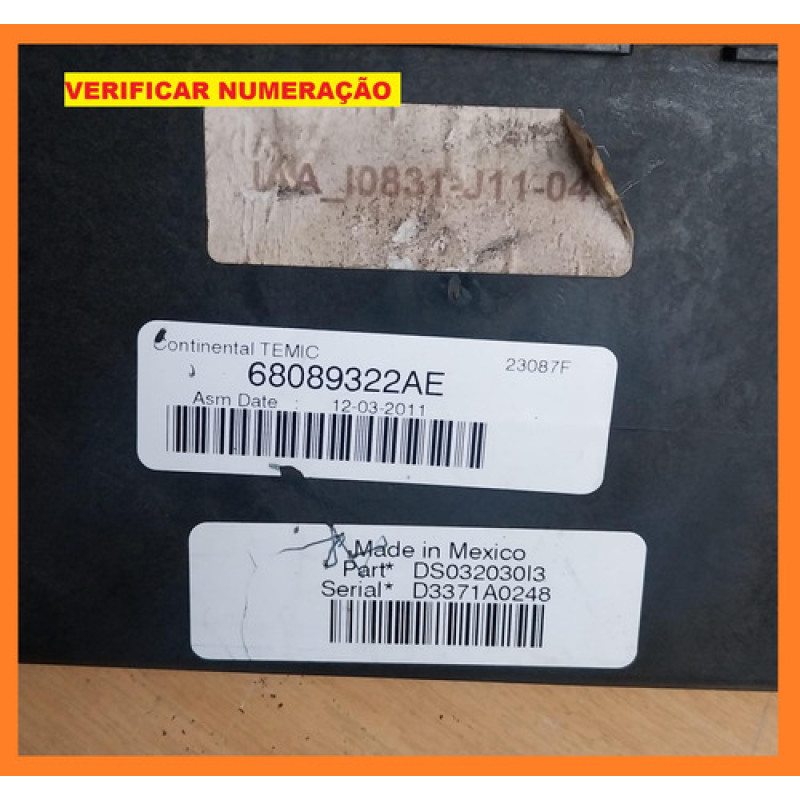 VERIFICAR NUMERAÇÃO
_I0831-J11-04
Continental TEMIC
23087F
68089322AE
Asm Date : 12-03-2011
Made in Mexico
Part* DS032030I3
Serial* D3371A0248